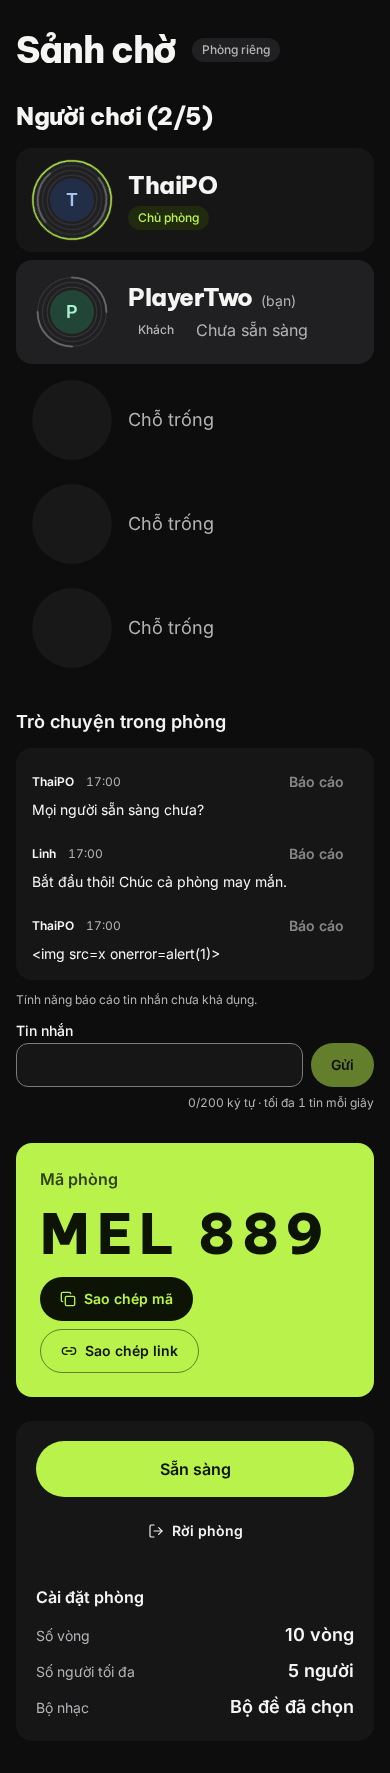 Sảnh chờ Phòng riêng
Người chơi (2/5)
T
ThaiPO
Chủ phòng
P
PlayerTwo (bạn)
Khách Chưa sẵn sàng
Chỗ trống
Chỗ trống
Chỗ trống
Trò chuyện trong phòng
ThaiPO 17:00 Báo cáo
Mọi người sẵn sàng chưa?
Linh 17:00 Báo cáo
Bắt đầu thôi! Chúc cả phòng may mắn.
ThaiPO 17:00 Báo cáo
<img src=x onerror=alert(1)>
Tính năng báo cáo tin nhắn chưa khả dụng.
Tin nhắn
Gửi
0/200 ký tự · tối đa 1 tin mỗi giây
Mã phòng
MEL 889
Sao chép mã
Sao chép link
Sẵn sàng
Rời phòng
Cài đặt phòng
Số vòng 10 vòng
Số người tối đa 5 người
Bộ nhạc Bộ đề đã chọn